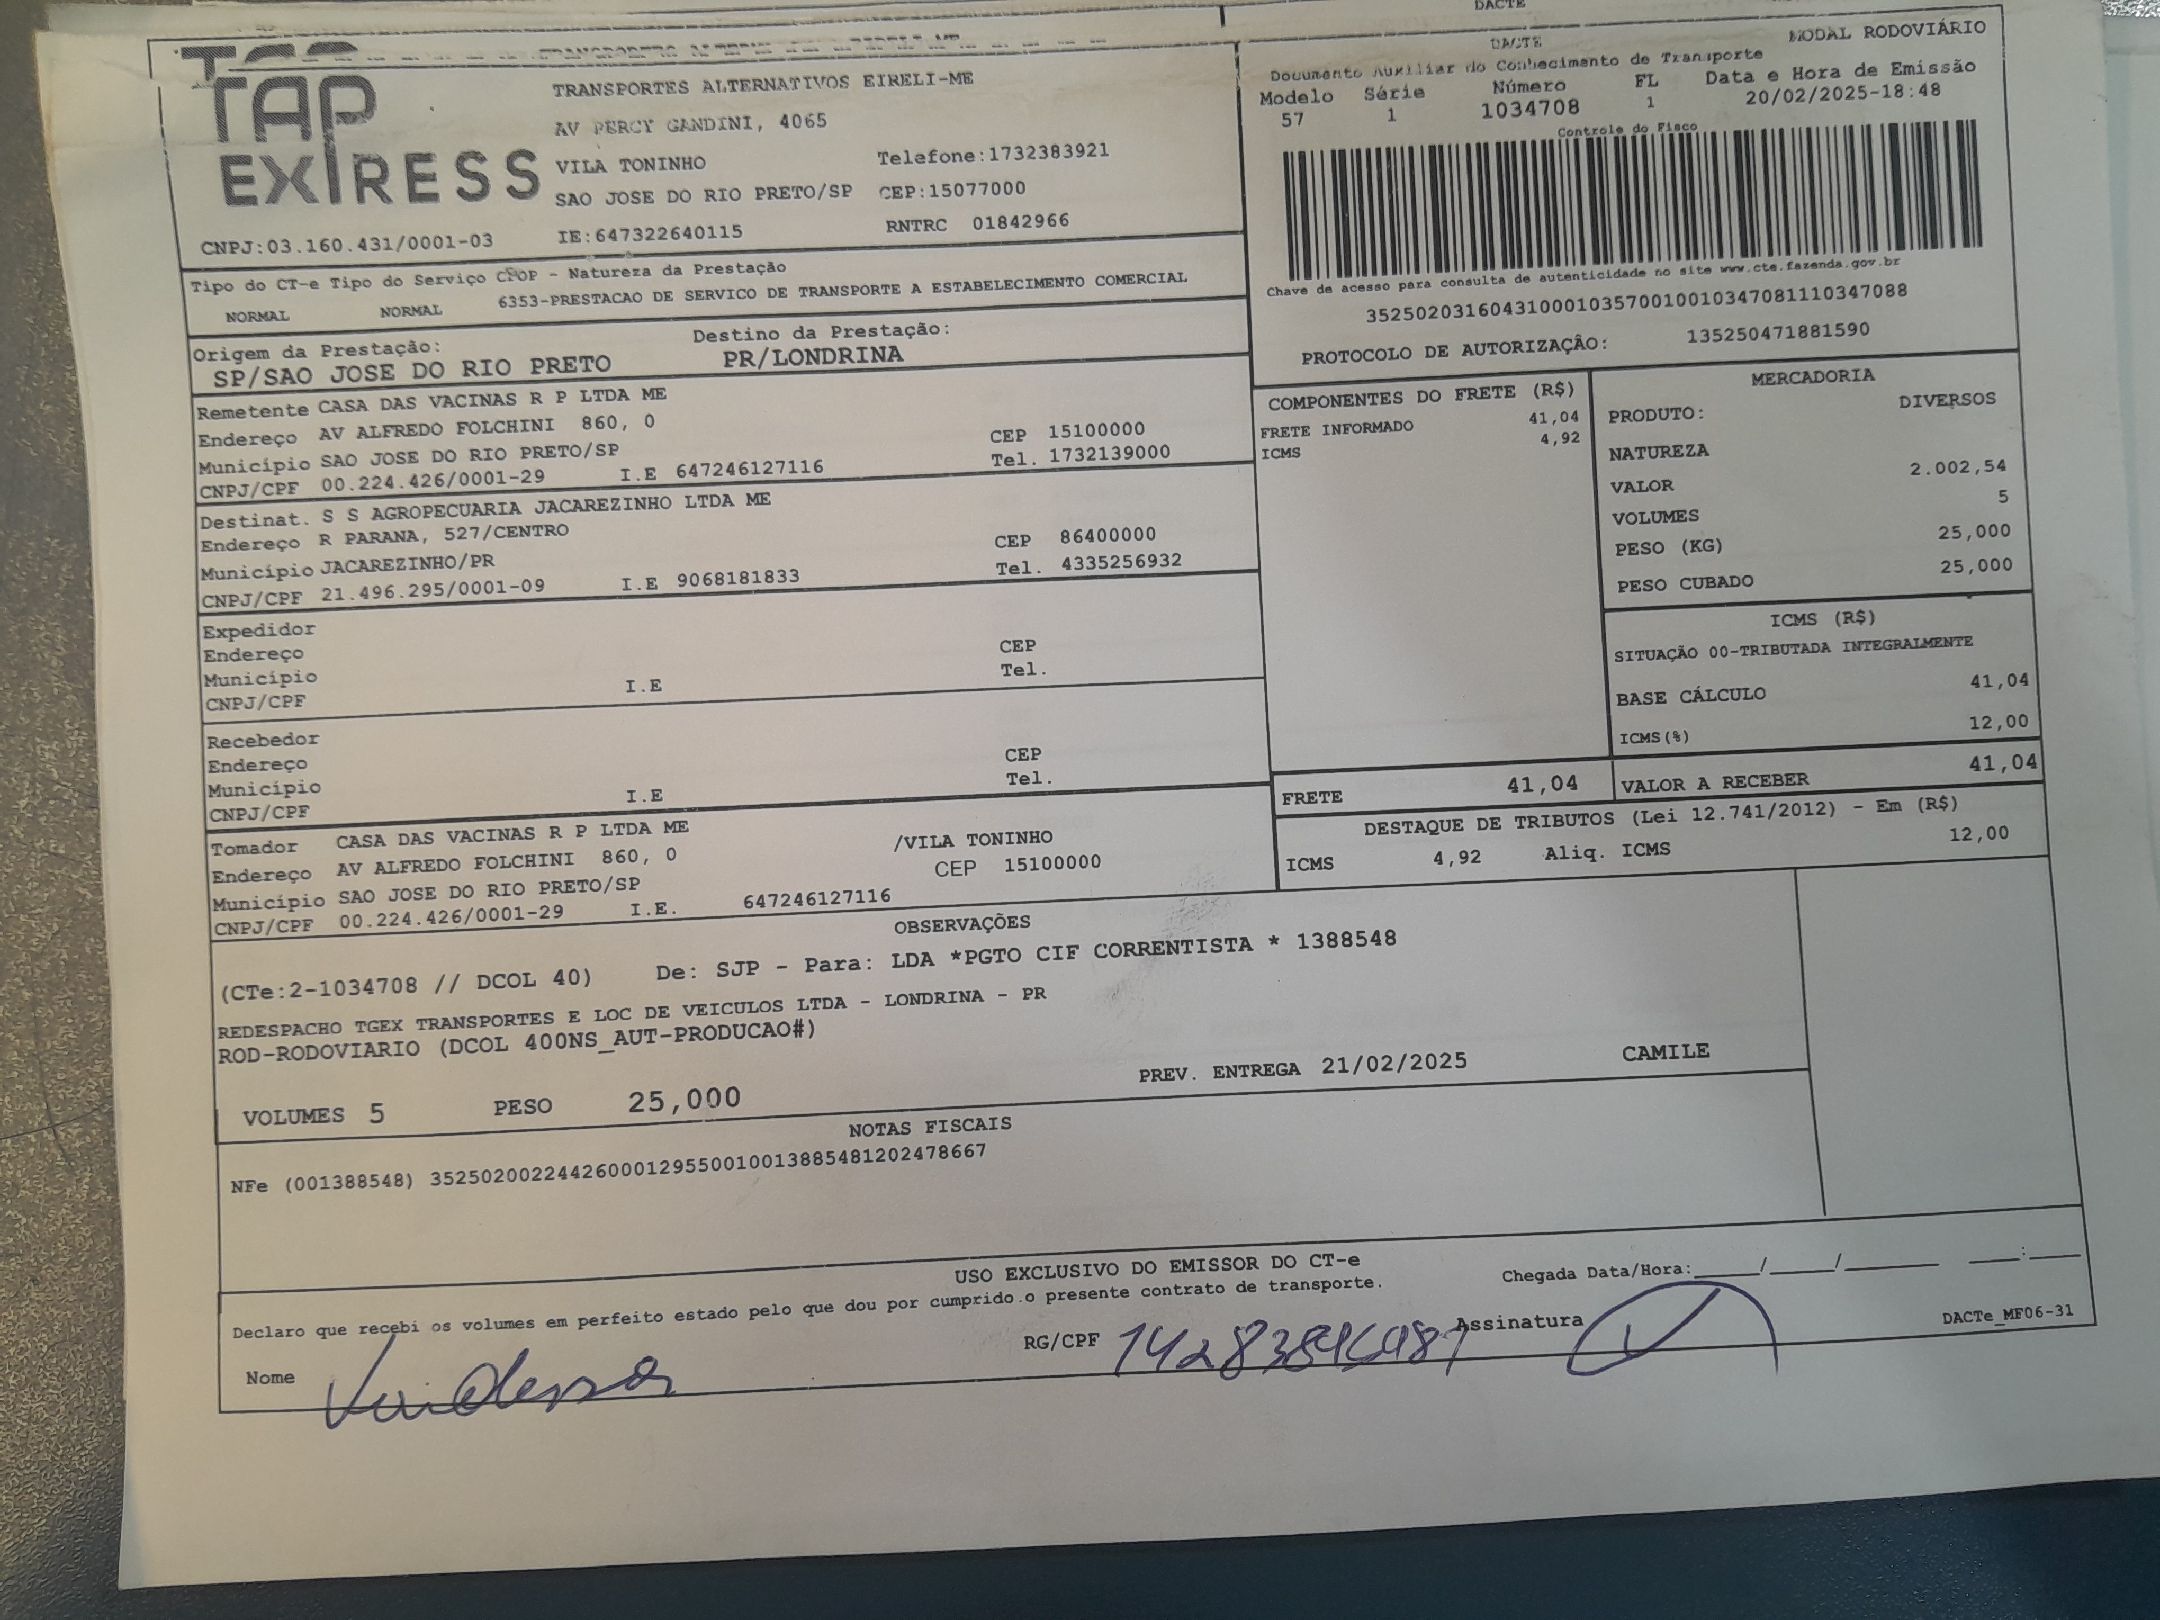 DACTE
TAP
EXPRESS
TRANSPORTES ALTERNATIVOS EIRELI-ME
AV PERCY GANDINI, 4065
VILA TONINHO Telefone:1732383921
SAO JOSE DO RIO PRETO/SP CEP:15077000
CNPJ:03.160.431/0001-03 IE:647322640115 RNTRC 01842966
DACTE MODAL RODOVIÁRIO
Documento Auxiliar do Conhecimento de Transporte
Modelo Série Número FL Data e Hora de Emissão
57 1 1034708 1 20/02/2025-18:48
Controle do Fisco
Chave de acesso para consulta de autenticidade no site www.cte.fazenda.gov.br
35250203160431000103570010010347081110347088
PROTOCOLO DE AUTORIZAÇÃO: 135250471881590
Tipo do CT-e Tipo do Serviço CFOP - Natureza da Prestação
NORMAL NORMAL 6353-PRESTACAO DE SERVICO DE TRANSPORTE A ESTABELECIMENTO COMERCIAL
Origem da Prestação: Destino da Prestação:
SP/SAO JOSE DO RIO PRETO PR/LONDRINA
Remetente CASA DAS VACINAS R P LTDA ME
Endereço AV ALFREDO FOLCHINI 860, 0 CEP 15100000
Município SAO JOSE DO RIO PRETO/SP Tel. 1732139000
CNPJ/CPF 00.224.426/0001-29 I.E 647246127116
Destinat. S S AGROPECUARIA JACAREZINHO LTDA ME
Endereço R PARANA, 527/CENTRO CEP 86400000
Município JACAREZINHO/PR Tel. 4335256932
CNPJ/CPF 21.496.295/0001-09 I.E 9068181833
Expedidor
Endereço CEP
Município Tel.
CNPJ/CPF I.E
Recebedor
Endereço CEP
Município Tel.
CNPJ/CPF I.E
Tomador CASA DAS VACINAS R P LTDA ME /VILA TONINHO
Endereço AV ALFREDO FOLCHINI 860, 0 CEP 15100000
Município SAO JOSE DO RIO PRETO/SP
CNPJ/CPF 00.224.426/0001-29 I.E. 647246127116
COMPONENTES DO FRETE (R$)
FRETE INFORMADO 41,04
ICMS 4,92
MERCADORIA
PRODUTO: DIVERSOS
NATUREZA
VALOR 2.002,54
VOLUMES 5
PESO (KG) 25,000
PESO CUBADO 25,000
ICMS (R$)
SITUAÇÃO 00-TRIBUTADA INTEGRALMENTE
BASE CÁLCULO 41,04
ICMS(%) 12,00
FRETE 41,04 VALOR A RECEBER 41,04
DESTAQUE DE TRIBUTOS (Lei 12.741/2012) - Em (R$)
ICMS 4,92 Aliq. ICMS 12,00
OBSERVAÇÕES
(CTe:2-1034708 // DCOL 40) De: SJP - Para: LDA *PGTO CIF CORRENTISTA * 1388548
REDESPACHO TGEX TRANSPORTES E LOC DE VEICULOS LTDA - LONDRINA - PR
ROD-RODOVIARIO (DCOL 400NS_AUT-PRODUCAO#)
PREV. ENTREGA 21/02/2025 CAMILE
VOLUMES 5 PESO 25,000
NOTAS FISCAIS
NFe (001388548) 35250200224426000129550010013885481202478667
USO EXCLUSIVO DO EMISSOR DO CT-e
Declaro que recebi os volumes em perfeito estado pelo que dou por cumprido.o presente contrato de transporte.
Chegada Data/Hora:_____/_____/_______ ____:____
Nome RG/CPF Assinatura DACTe_MF06-31